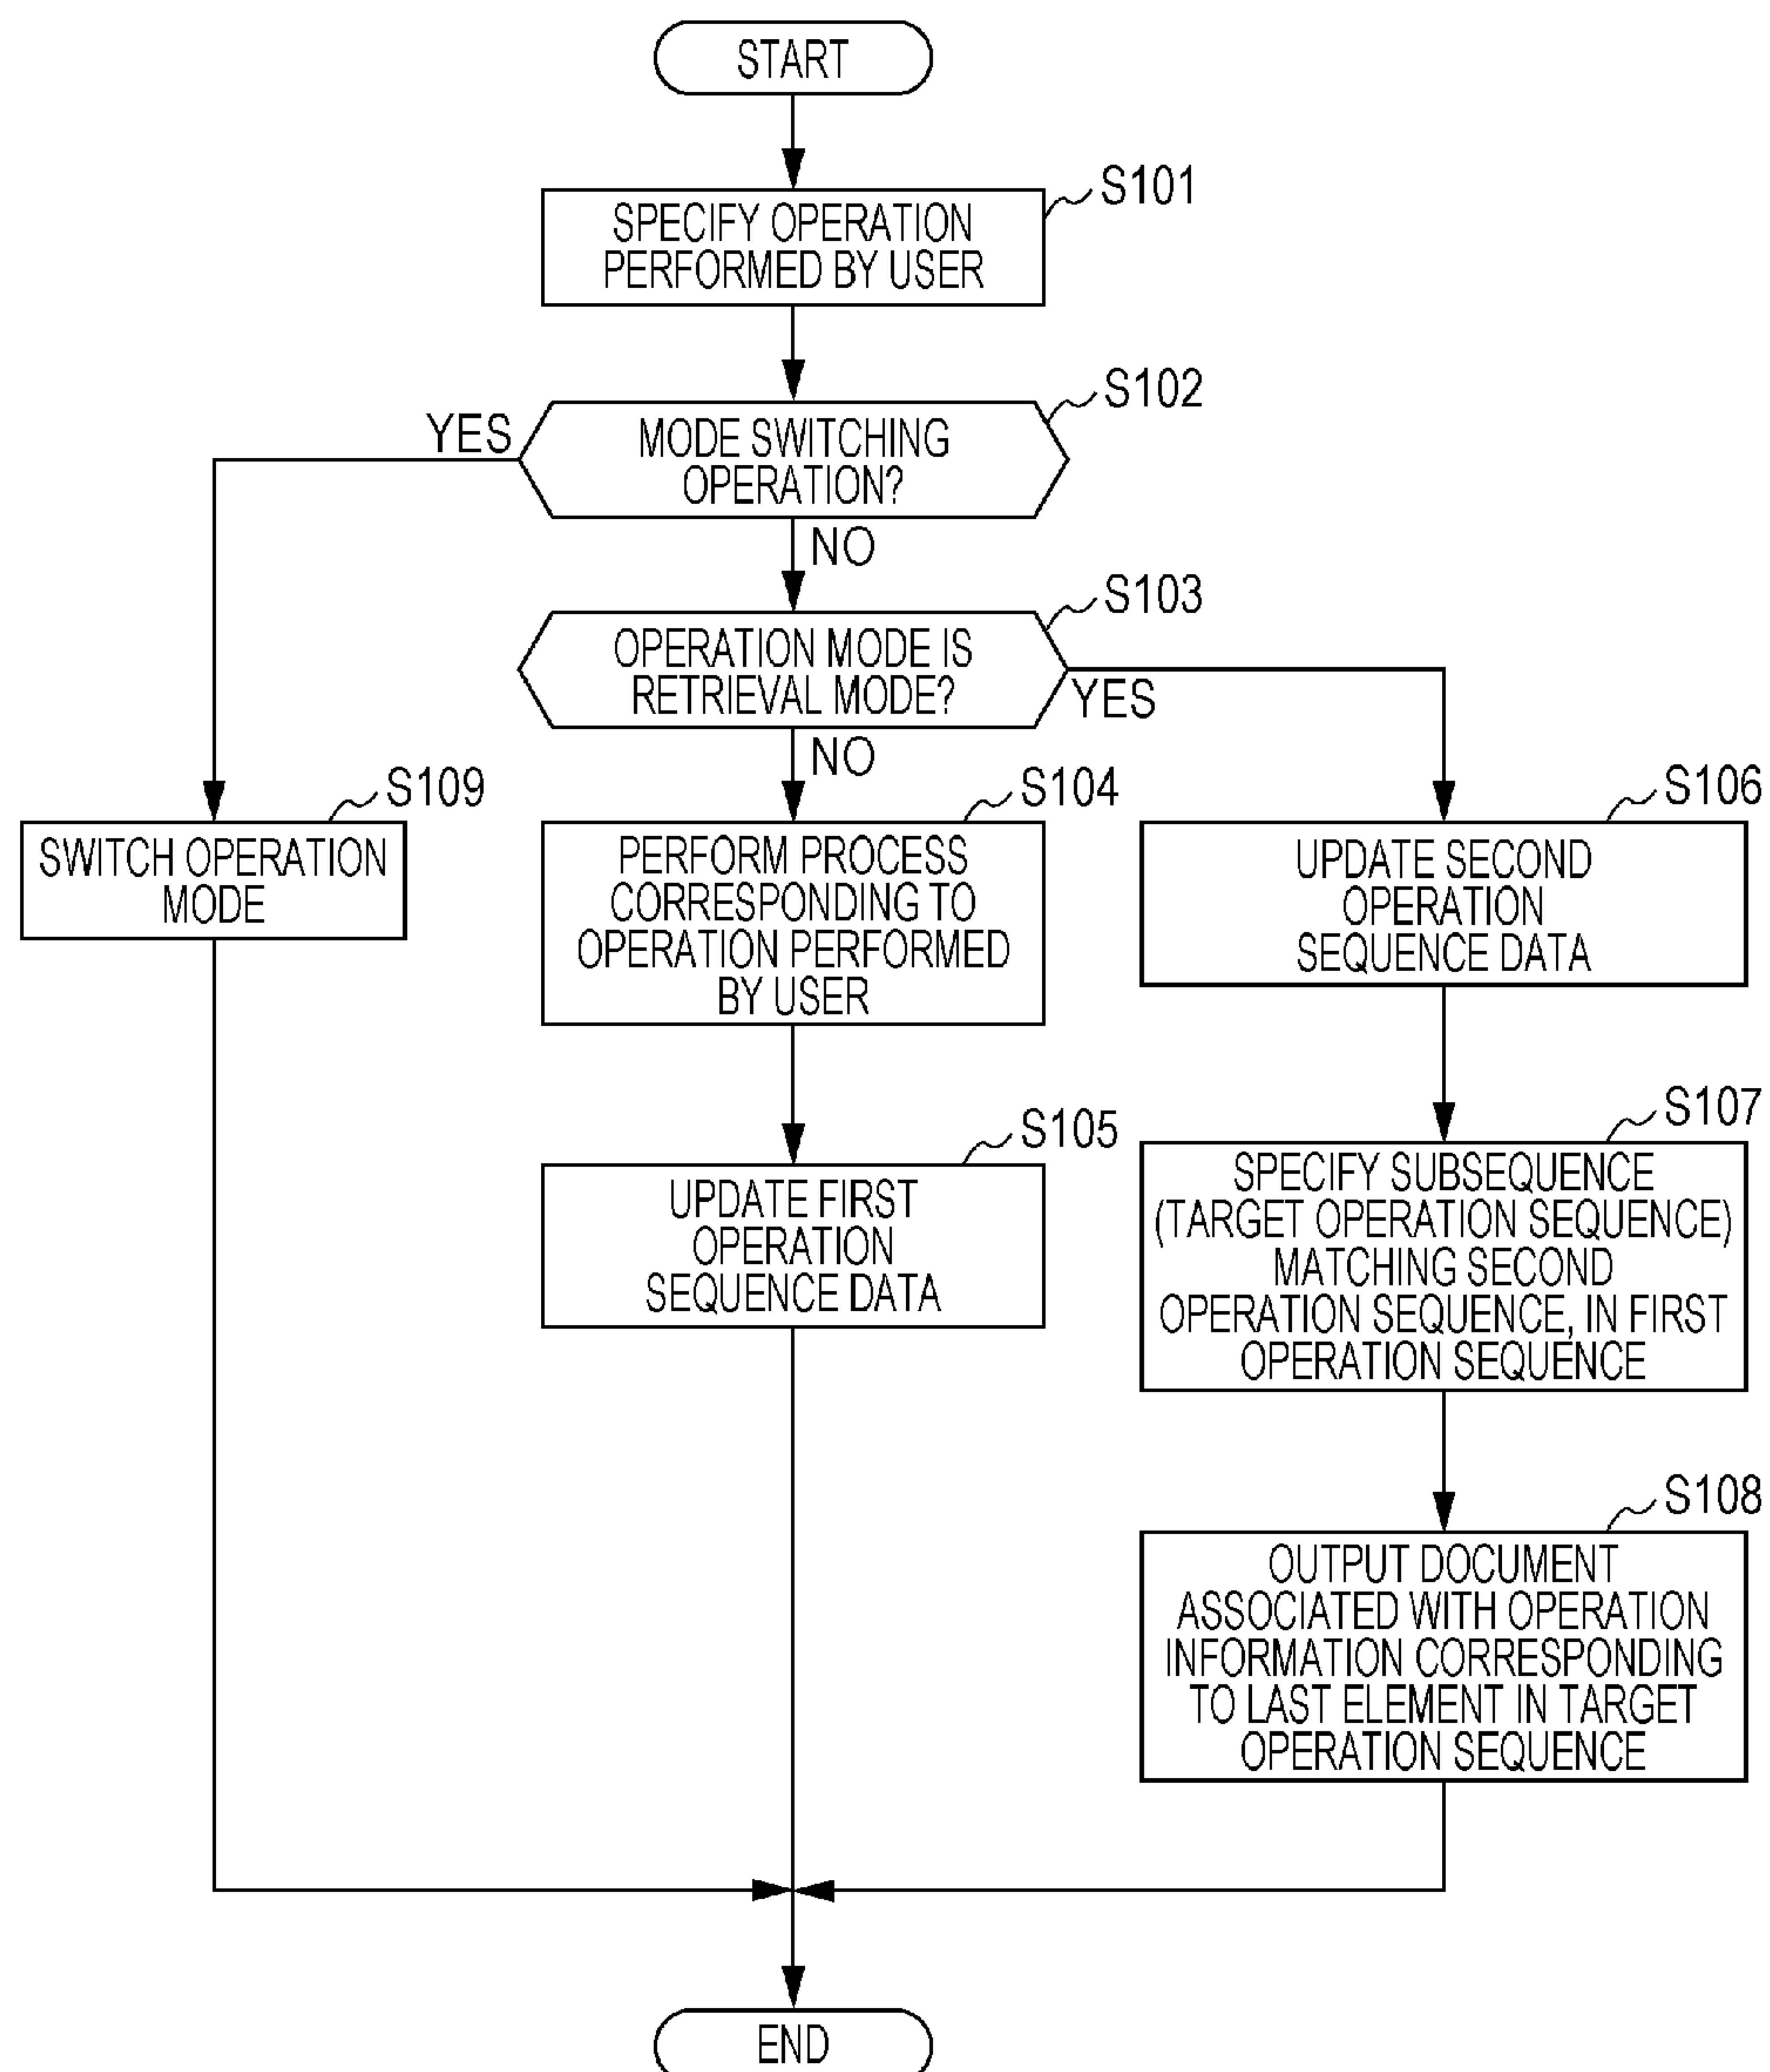 START
S101
SPECIFY OPERATION
PERFORMED BY USER
S102
YES
MODE SWITCHING
OPERATION?
NO
S103
OPERATION MODE IS
RETRIEVAL MODE?
YES
NO
S109
SWITCH OPERATION
MODE
S104
PERFORM PROCESS
CORRESPONDING TO
OPERATION PERFORMED
BY USER
S106
UPDATE SECOND
OPERATION
SEQUENCE DATA
S105
UPDATE FIRST
OPERATION
SEQUENCE DATA
S107
SPECIFY SUBSEQUENCE
(TARGET OPERATION SEQUENCE)
MATCHING SECOND
OPERATION SEQUENCE, IN FIRST
OPERATION SEQUENCE
S108
OUTPUT DOCUMENT
ASSOCIATED WITH OPERATION
INFORMATION CORRESPONDING
TO LAST ELEMENT IN TARGET
OPERATION SEQUENCE
END